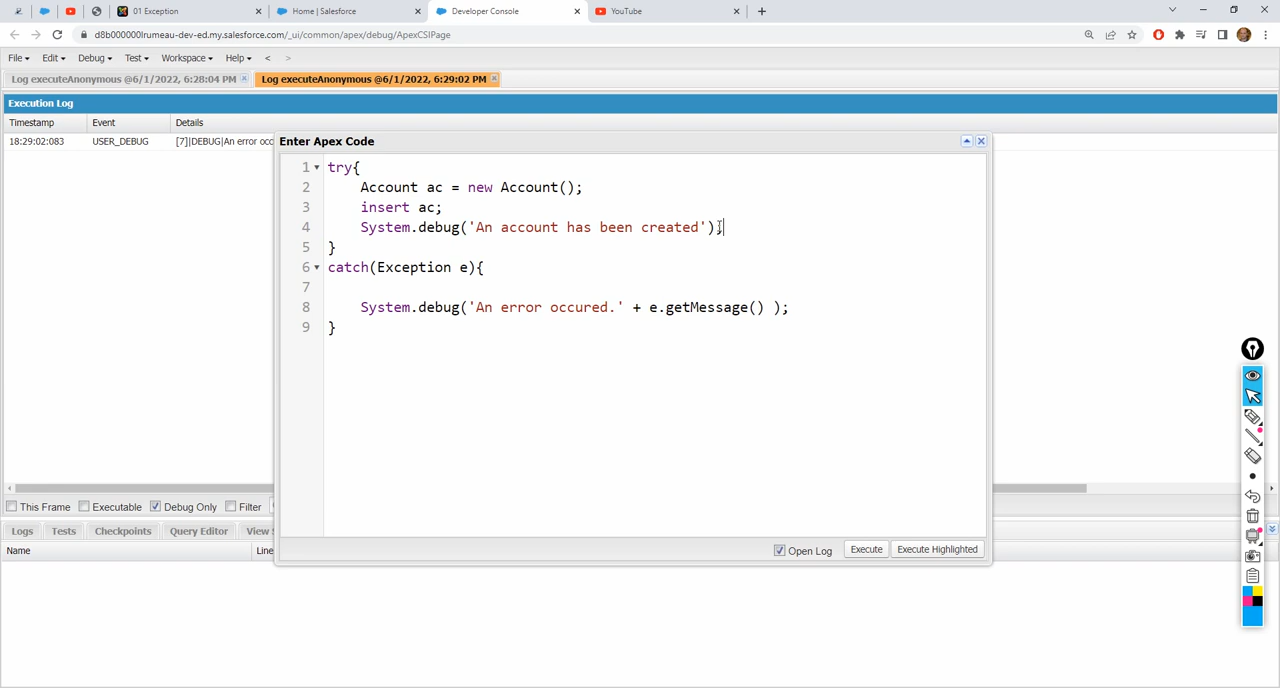 01 Exception
Home | Salesforce
Developer Console
YouTube
d8b000000lrumeau-dev-ed.my.salesforce.com/_ui/common/apex/debug/ApexCSIPage
File Edit Debug Test Workspace Help < >
Log executeAnonymous @6/1/2022, 6:28:04 PM
Log executeAnonymous @6/1/2022, 6:29:02 PM
Execution Log
Timestamp Event Details
18:29:02:083 USER_DEBUG [7]|DEBUG|An error occ
Enter Apex Code
1 try{
2 Account ac = new Account();
3 insert ac;
4 System.debug('An account has been created');
5 }
6 catch(Exception e){
7
8 System.debug('An error occured.' + e.getMessage() );
9 }
This Frame Executable Debug Only Filter
Open Log Execute Execute Highlighted
Logs Tests Checkpoints Query Editor View S
Name Line